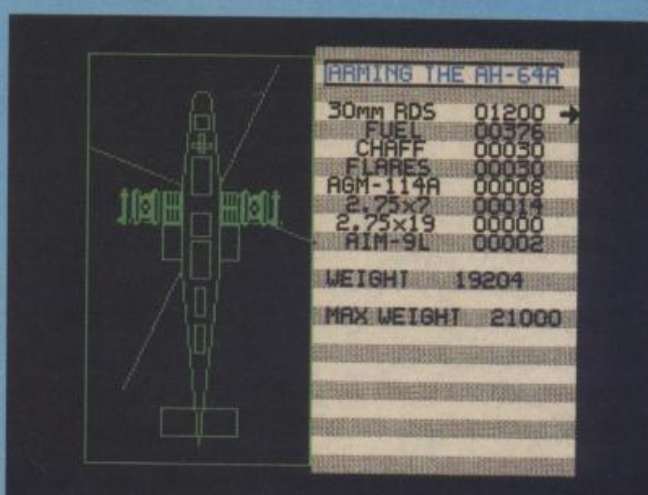 ARMING THE AH-64A
30MM RDS 01200 →
FUEL 00376
CHAFF 00030
FLARES 00030
AGM-114A 00008
2.75x7 00014
2.75x19 00000
AIM-9L 00002
WEIGHT 19204
MAX WEIGHT 21000